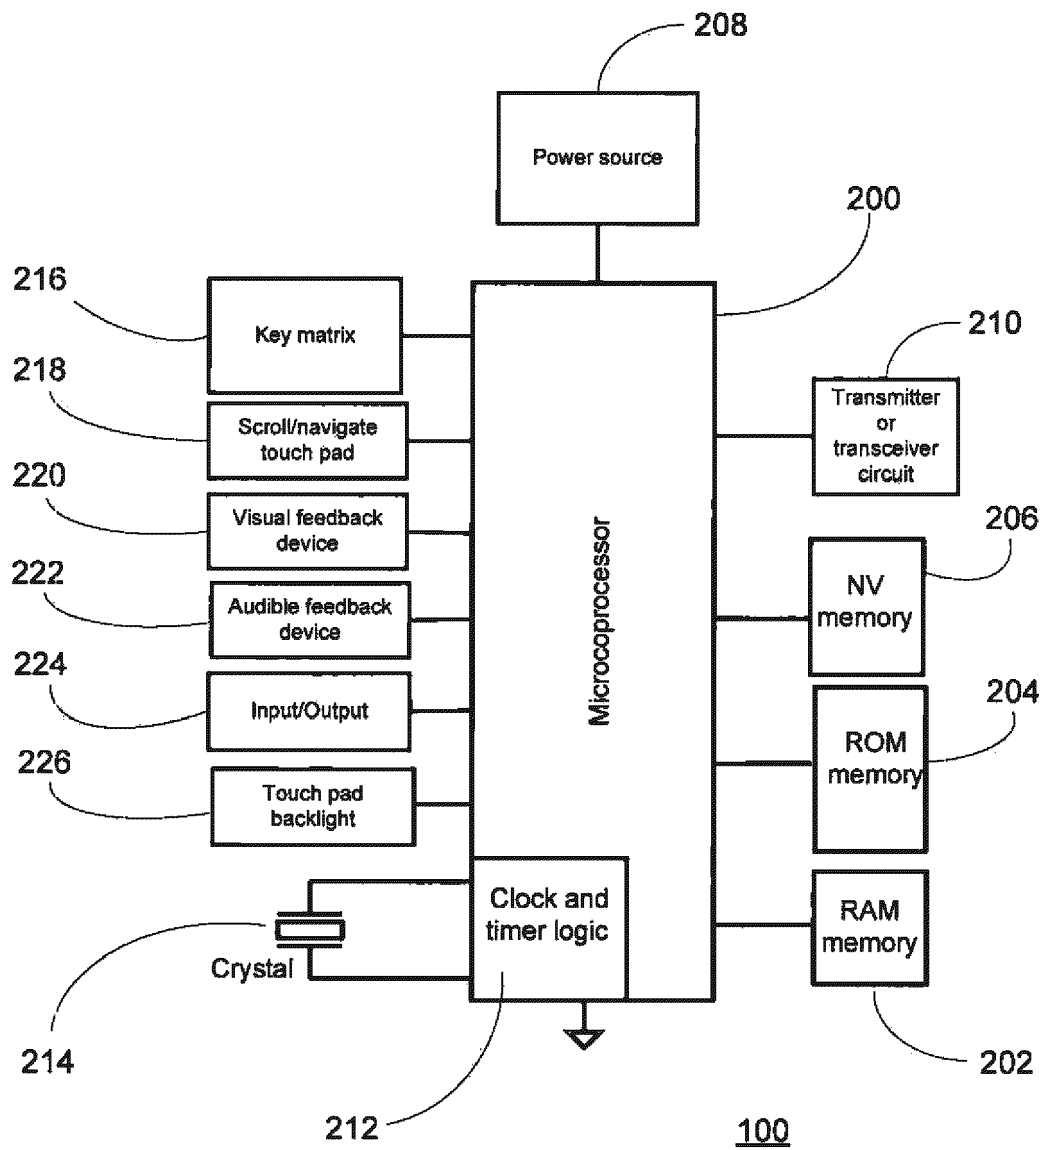 208
Power source
200
216
Key matrix
210
Transmitter
or
transceiver
circuit
218
Scroll/navigate
touch pad
220
Visual feedback
device
206
NV
memory
222
Audible feedback
device
Microcoprocessor
224
Input/Output
204
ROM
memory
226
Touch pad
backlight
Clock and
timer logic
RAM
memory
Crystal
214
202
212
100